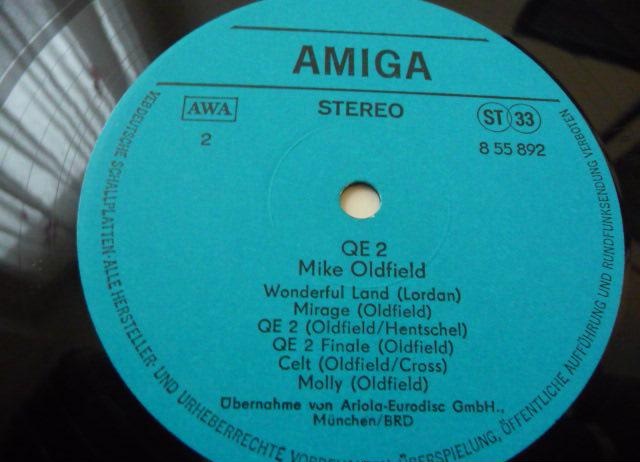 AMIGA
AWA
STEREO
ST 33
2
8 55 892
QE 2
Mike Oldfield
Wonderful Land (Lordan)
Mirage (Oldfield)
QE 2 (Oldfield/Hentschel)
QE 2 Finale (Oldfield)
Celt (Oldfield/Cross)
Molly (Oldfield)
Übernahme von Ariola-Eurodisc GmbH.,
München/BRD
VEB DEUTSCHE SCHALLPLATTEN · ALLE HERSTELLER- UND URHEBERRECHTE VORBEHALTEN. ÜBERSPIELUNG, ÖFFENTLICHE AUFFÜHRUNG UND RUNDFUNKSENDUNG VERBOTEN